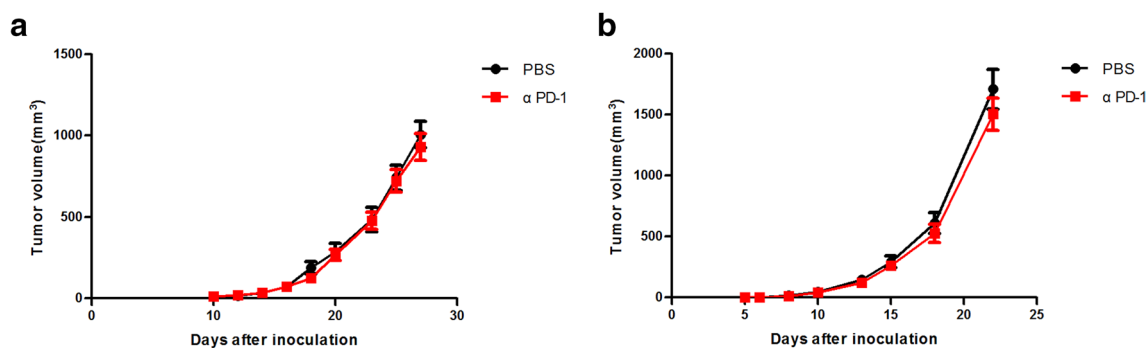 a
1500
1000
500
0
0
10
20
30
Tumor volume(mm³)
Days after inoculation
PBS
α PD-1
b
2000
1500
1000
500
0
0
5
10
15
20
25
Tumor volume(mm³)
Days after inoculation
PBS
α PD-1